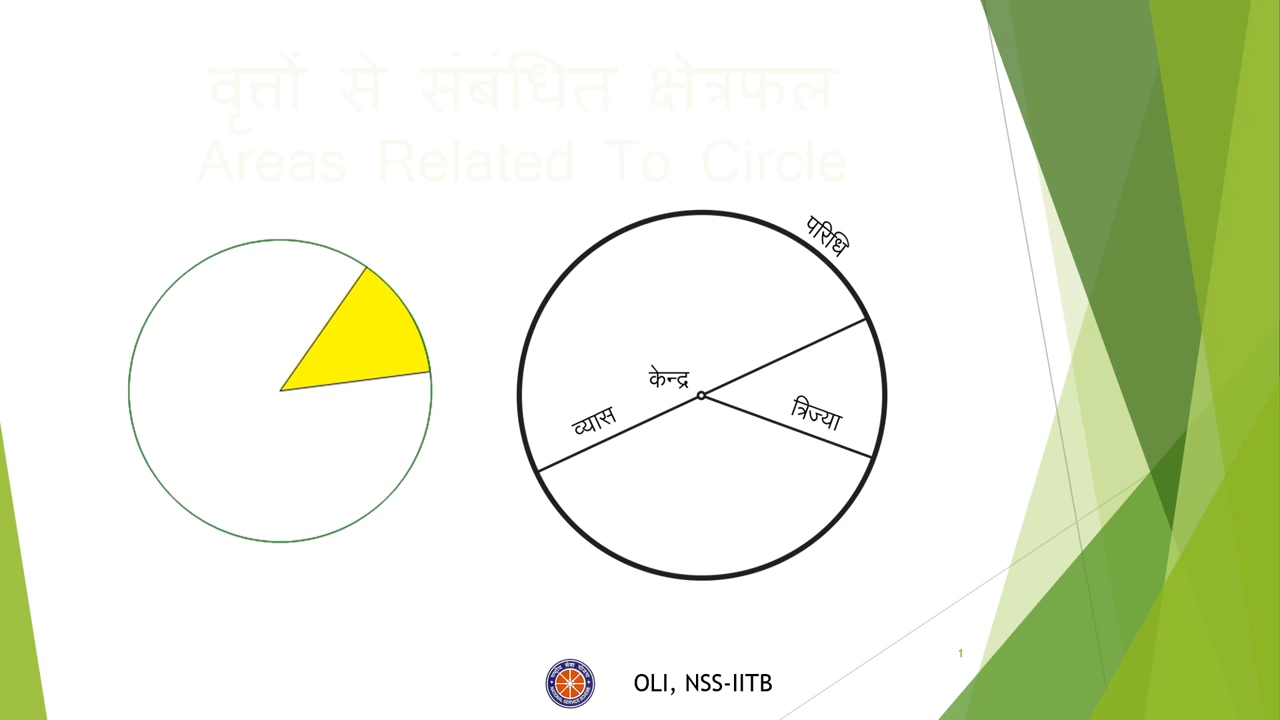 वृत्तों से संबंधित क्षेत्रफल
Areas Related To Circle
परिधि
केन्द्र
व्यास
त्रिज्या
1
OLI, NSS-IITB